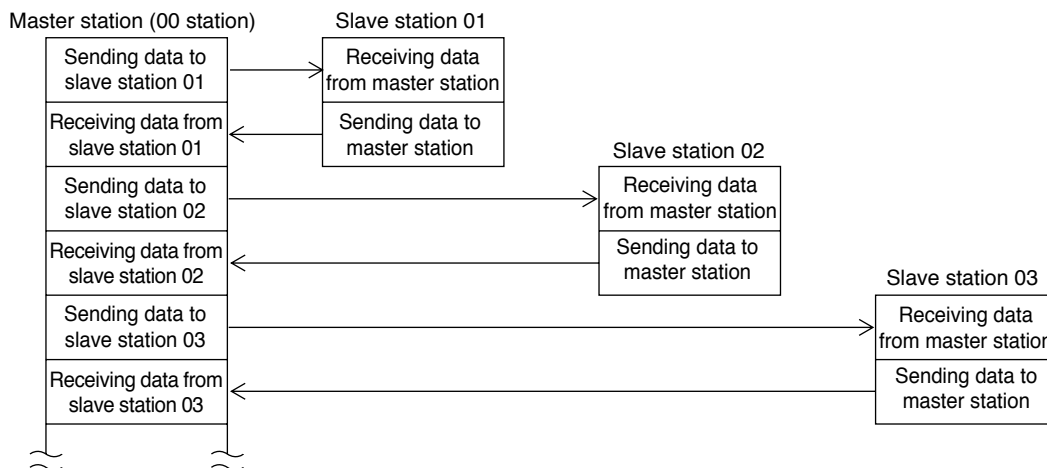 Master station (00 station)
Slave station 01
Sending data to
slave station 01
Receiving data
from master station
Receiving data from
slave station 01
Sending data to
master station
Slave station 02
Sending data to
slave station 02
Receiving data
from master station
Receiving data from
slave station 02
Sending data to
master station
Slave station 03
Sending data to
slave station 03
Receiving data
from master station
Receiving data from
slave station 03
Sending data to
master station